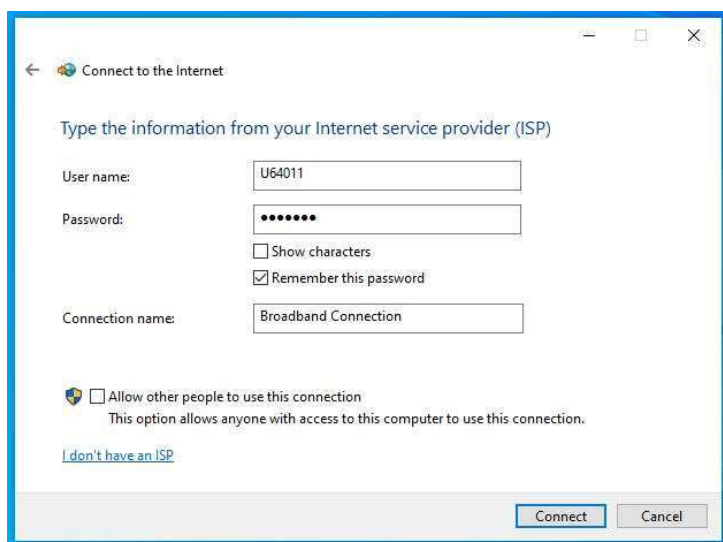 Connect to the Internet
Type the information from your Internet service provider (ISP)
User name: U64011
Password: •••••••
Show characters
Remember this password
Connection name: Broadband Connection
Allow other people to use this connection
This option allows anyone with access to this computer to use this connection.
I don't have an ISP
Connect Cancel